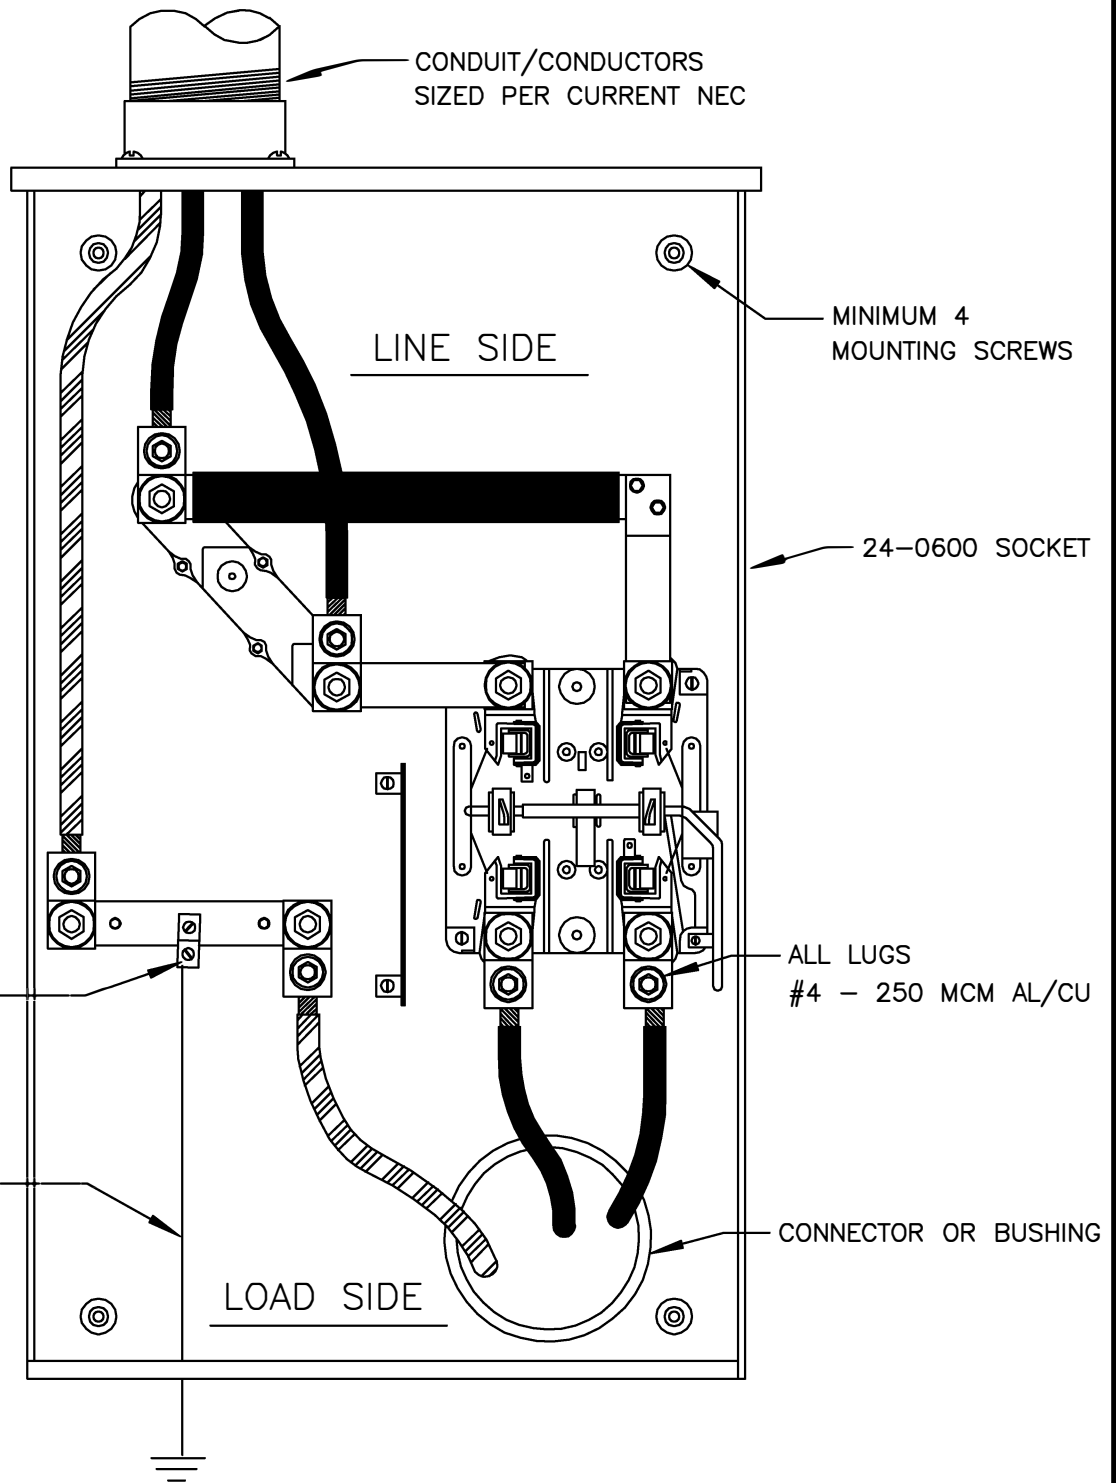 CONDUIT/CONDUCTORS
SIZED PER CURRENT NEC
MINIMUM 4
MOUNTING SCREWS
LINE SIDE
24-0600 SOCKET
ALL LUGS
#4 - 250 MCM AL/CU
CONNECTOR OR BUSHING
LOAD SIDE